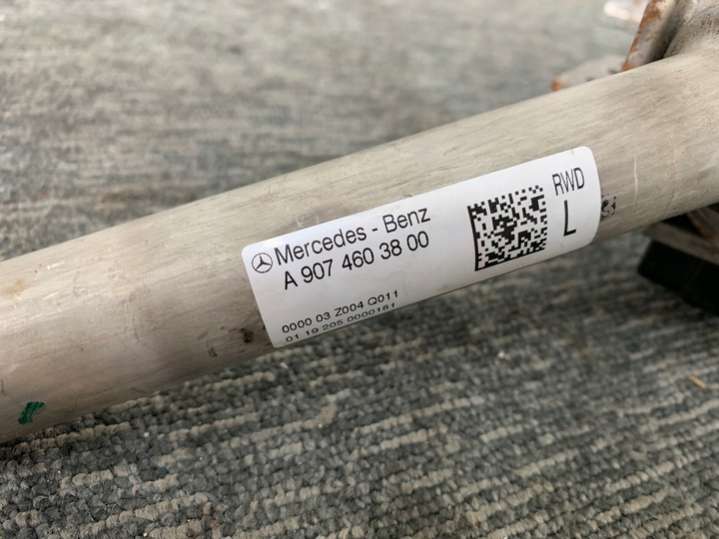 Mercedes - Benz
A 907 460 38 00
0000 03 Z004 Q011
01 19 205 0000181
RWD
L